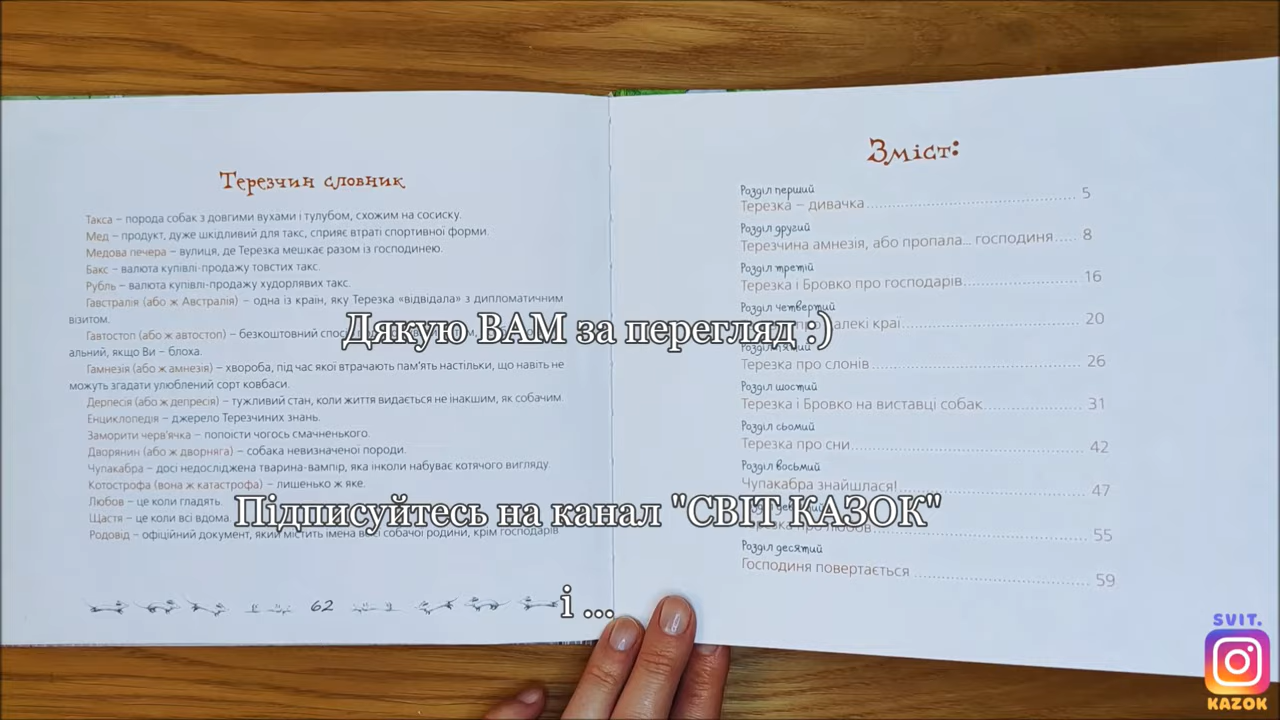 Терезчин словник
Такса – порода собак з довгими вухами і тулубом, схожим на сосиску.
Мед – продукт, дуже шкідливий для такс, сприяє втраті спортивної форми.
Медова печера – вулиця, де Терезка мешкає разом із господинею.
Бакс – валюта купівлі-продажу товстих такс.
Рубль – валюта купівлі-продажу худорлявих такс.
Гавстралія (або ж Австралія) – одна із країн, яку Терезка «відвідала» з дипломатичним
візитом.
Гавтостоп (або ж автостоп) – безкоштовний
альний, якщо Ви – блоха.
Гамнезія (або ж амнезія) – хвороба, під час якої втрачають пам'ять настільки, що навіть не
можуть згадати улюблений сорт ковбаси.
Дерпесія (або ж депресія) – тужливий стан, коли життя видається не інакшим, як собачим.
Енциклопедія – джерело Терезчиних знань.
Заморити черв'ячка – попоїсти чогось смачненького.
Дворянин (або ж дворняга) – собака невизначеної породи.
Чупакабра – досі недосліджена тварина-вампір, яка інколи набуває котячого вигляду.
Котострофа (вона ж катастрофа) – лишенько ж яке.
Любов – це коли гладять.
Щастя – це коли всі вдома.
Родовід – офіційний документ, який містить імена всієї собачої родини, крім господарів.
62
Зміст:
Розділ перший
Терезка – дивачка 5
Розділ другий
Терезчина амнезія, або пропала... господиня 8
Розділ третій
Терезка і Бровко про господарів 16
Розділ четвертий
про далекі краї 20
Розділ п'ятий
Терезка про слонів 26
Розділ шостий
Терезка і Бровко на виставці собак 31
Розділ сьомий
Терезка про сни 42
Розділ восьмий
Чупакабра знайшлася! 47
Терезка про любов 55
Розділ десятий
Господиня повертається 59
Дякую ВАМ за перегляд :)
Підписуйтесь на канал "СВІТ КАЗОК"
і ...
SVIT.
KAZOK